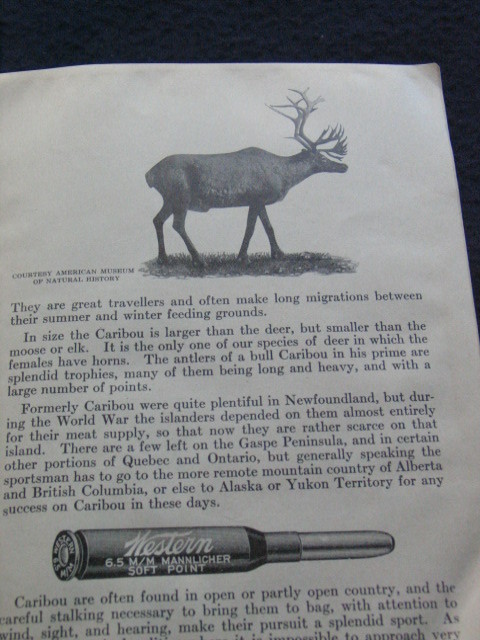 COURTESY AMERICAN MUSEUM
OF NATURAL HISTORY
They are great travellers and often make long migrations between
their summer and winter feeding grounds.
In size the Caribou is larger than the deer, but smaller than the
moose or elk. It is the only one of our species of deer in which the
females have horns. The antlers of a bull Caribou in his prime are
splendid trophies, many of them being long and heavy, and with a
large number of points.
Formerly Caribou were quite plentiful in Newfoundland, but dur-
ing the World War the islanders depended on them almost entirely
for their meat supply, so that now they are rather scarce on that
island. There are a few left on the Gaspe Peninsula, and in certain
other portions of Quebec and Ontario, but generally speaking the
sportsman has to go to the more remote mountain country of Alberta
and British Columbia, or else to Alaska or Yukon Territory for any
success on Caribou in these days.
Western
6.5 M/M MANNLICHER
SOFT POINT
Caribou are often found in open or partly open country, and the
careful stalking necessary to bring them to bag, with attention to
wind, sight, and hearing, make their pursuit a splendid sport. As
it is impossible to approach very